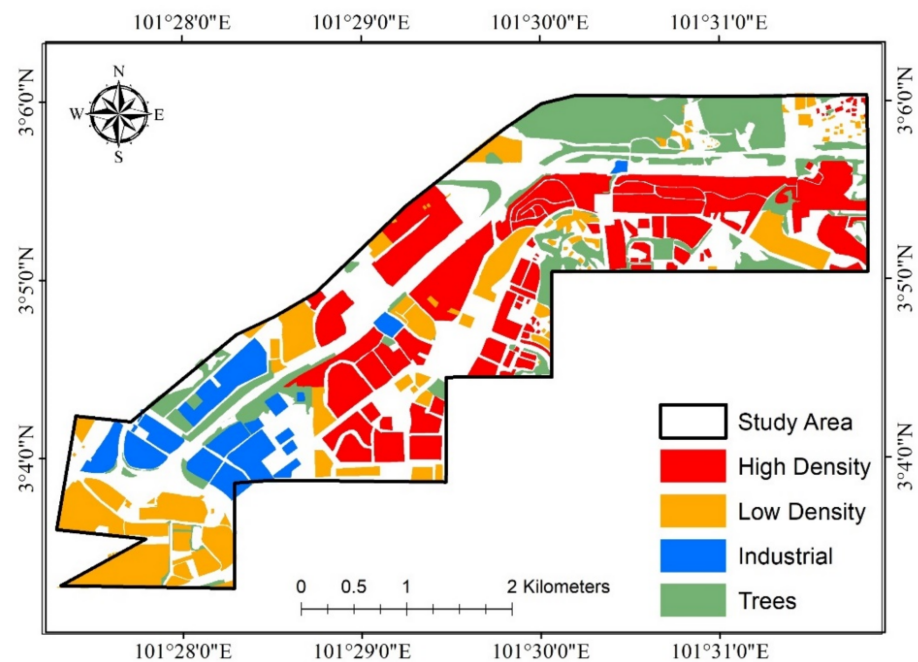 101°28'0"E 101°29'0"E 101°30'0"E 101°31'0"E
3°6'0"N 3°6'0"N
N
W E
S
3°5'0"N 3°5'0"N
3°4'0"N 3°4'0"N
Study Area
High Density
Low Density
Industrial
Trees
0 0.5 1 2 Kilometers
101°28'0"E 101°29'0"E 101°30'0"E 101°31'0"E